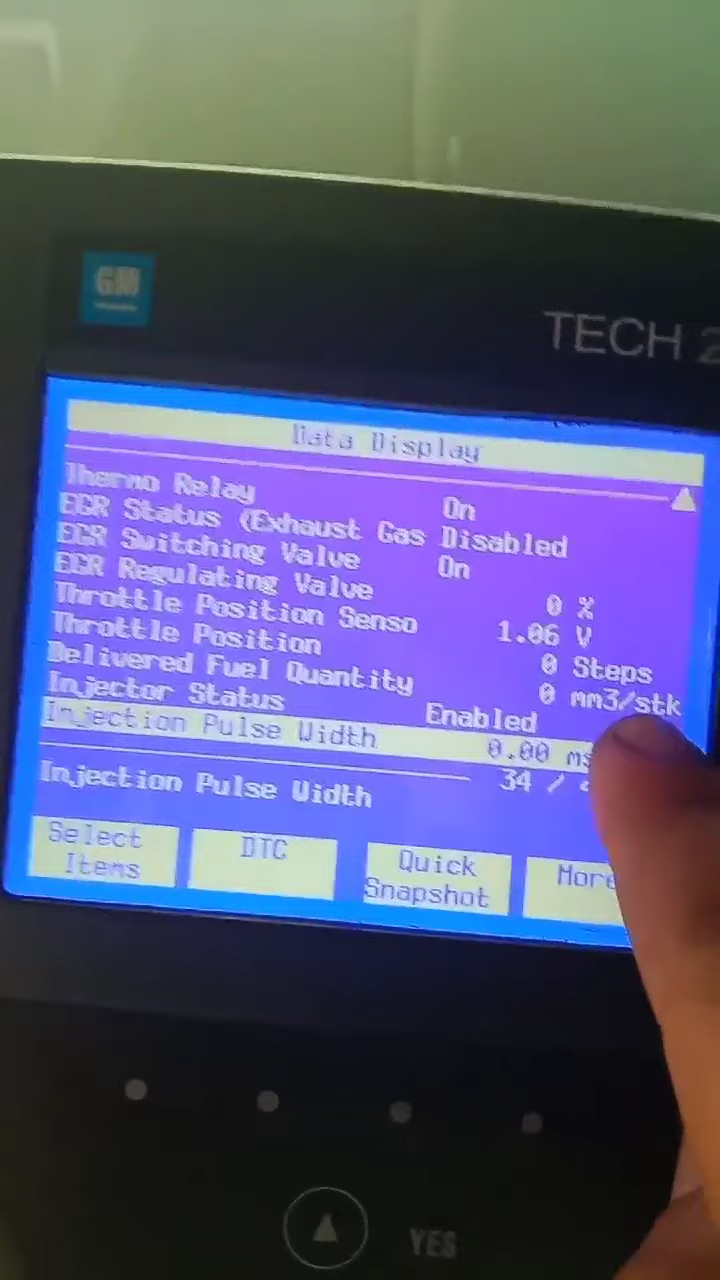 GM
TECH 2
Data Display
Thermo Relay On
EGR Status (Exhaust Gas Disabled
EGR Switching Valve On
EGR Regulating Valve 0 %
Throttle Position Senso 1.06 V
Throttle Position 0 Steps
Delivered Fuel Quantity 0 mm3/stk
Injector Status Enabled
Injection Pulse Width 0.00 ms
34 /
Injection Pulse Width
Select Items
DTC
Quick Snapshot
More
YES